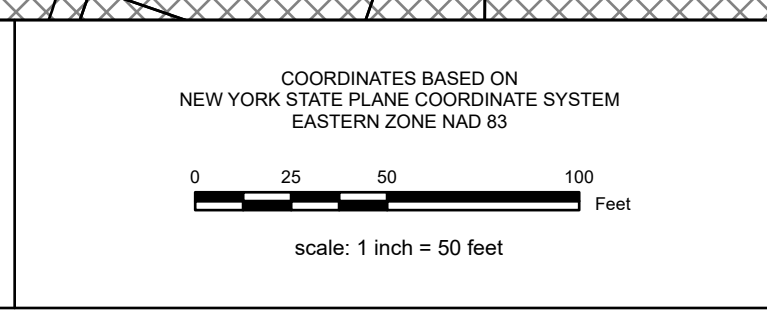 COORDINATES BASED ON
NEW YORK STATE PLANE COORDINATE SYSTEM
EASTERN ZONE NAD 83
0 25 50 100
Feet
scale: 1 inch = 50 feet